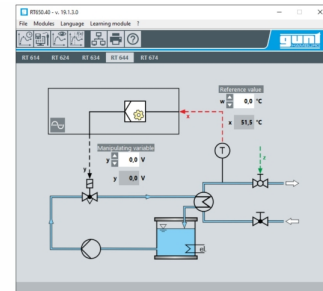 RT650.40 – v. 19.1.3.0
File Modules Language Learning module ?
gunt
RT 614 RT 624 RT 634 RT 644 RT 674
Reference value
w 0,0 °C
x
x 51,5 °C
Manipulating variable
T
z
y
y 0,0 V
y 0,0 V